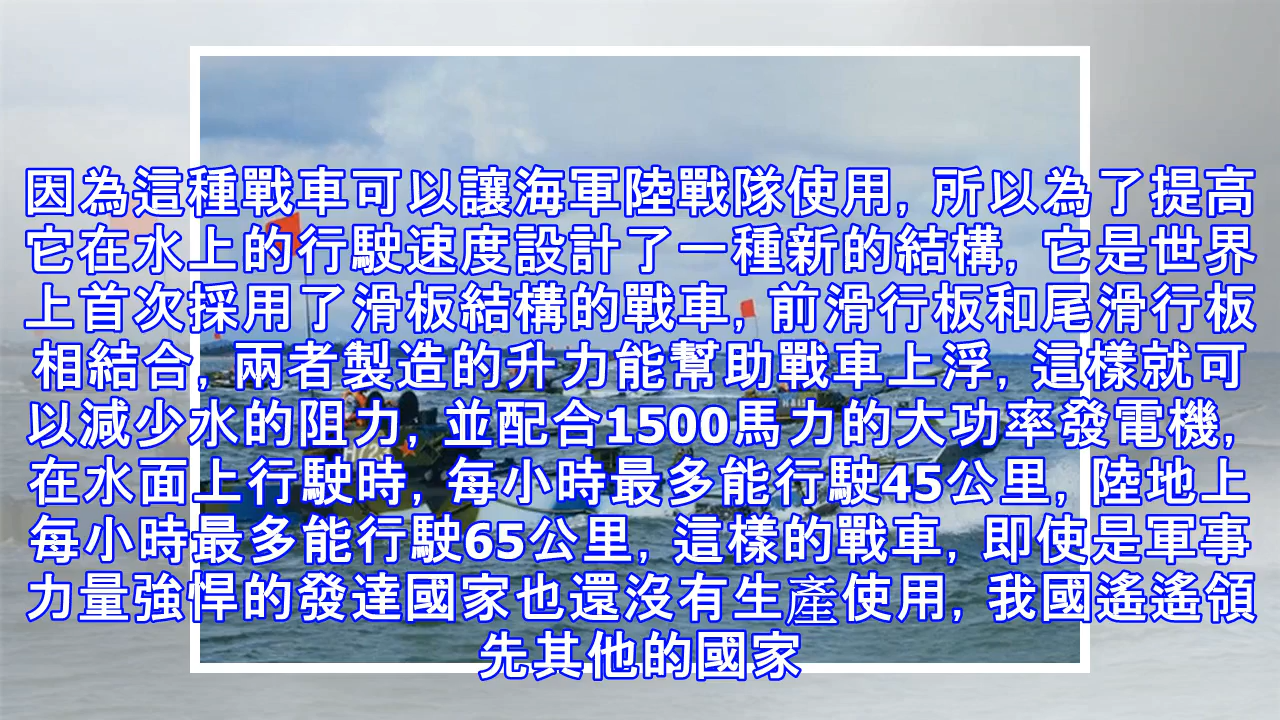 因為這種戰車可以讓海軍陸戰隊使用, 所以為了提高
它在水上的行駛速度設計了一種新的結構, 它是世界
上首次採用了滑板結構的戰車, 前滑行板和尾滑行板
相結合, 兩者製造的升力能幫助戰車上浮, 這樣就可
以減少水的阻力, 並配合1500馬力的大功率發電機,
在水面上行駛時, 每小時最多能行駛45公里, 陸地上
每小時最多能行駛65公里, 這樣的戰車, 即使是軍事
力量強悍的發達國家也還沒有生產使用, 我國遙遙領
先其他的國家